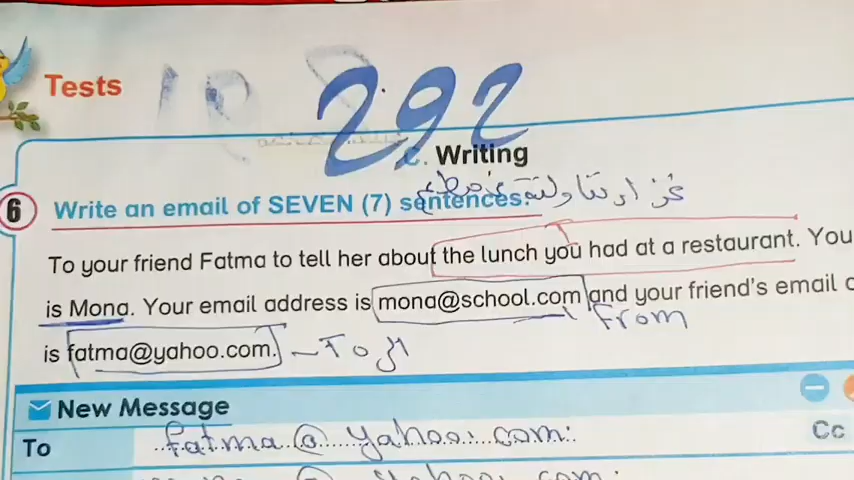 Tests
292
C. Writing
6 Write an email of SEVEN (7) sentences.
To your friend Fatma to tell her about the lunch you had at a restaurant. You
is Mona. Your email address is mona@school.com and your friend's email
From
is fatma@yahoo.com. To
New Message
To fatma@yahoo.com. Cc
@ yahoo.com.